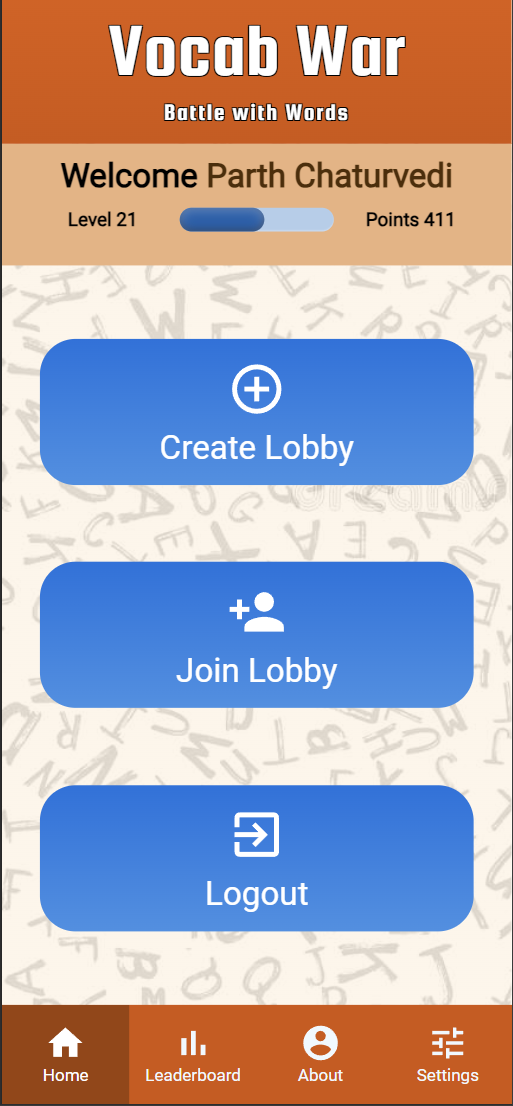 Vocab War
Battle with Words
Welcome Parth Chaturvedi
Level 21 Points 411
Create Lobby
Join Lobby
Logout
Home Leaderboard About Settings